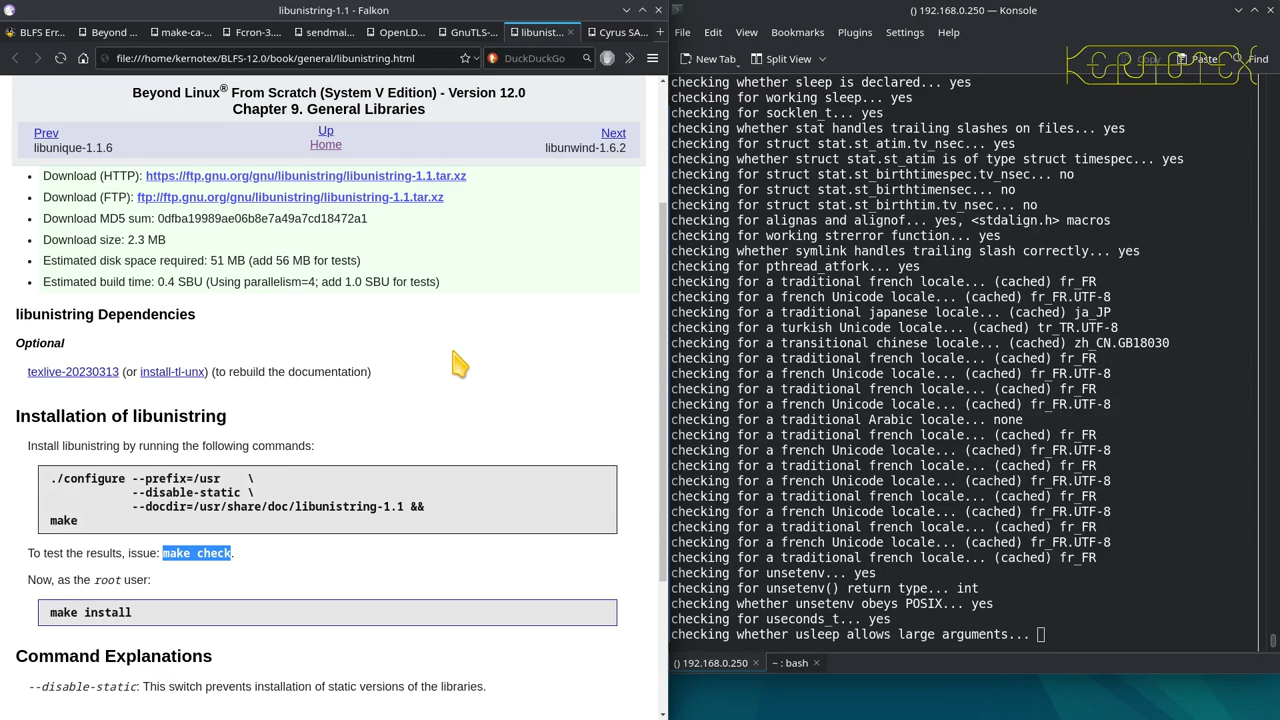 libunistring-1.1 - Falkon
BLFS Err...
Beyond ...
make-ca-...
Fcron-3....
sendmai...
OpenLD...
GnuTLS-...
libunist...
Cyrus SA...
file:///home/kernotex/BLFS-12.0/book/general/libunistring.html
DuckDuckGo
Beyond Linux® From Scratch (System V Edition) - Version 12.0
Chapter 9. General Libraries
Prev
Up
Next
libunique-1.1.6
Home
libunwind-1.6.2
Download (HTTP): https://ftp.gnu.org/gnu/libunistring/libunistring-1.1.tar.xz
Download (FTP): ftp://ftp.gnu.org/gnu/libunistring/libunistring-1.1.tar.xz
Download MD5 sum: 0dfba19989ae06b8e7a49a7cd18472a1
Download size: 2.3 MB
Estimated disk space required: 51 MB (add 56 MB for tests)
Estimated build time: 0.4 SBU (Using parallelism=4; add 1.0 SBU for tests)
libunistring Dependencies
Optional
texlive-20230313 (or install-tl-unx) (to rebuild the documentation)
Installation of libunistring
Install libunistring by running the following commands:
./configure --prefix=/usr \
--disable-static \
--docdir=/usr/share/doc/libunistring-1.1 &&
make
To test the results, issue: make check.
Now, as the root user:
make install
Command Explanations
--disable-static: This switch prevents installation of static versions of the libraries.
() 192.168.0.250 — Konsole
File Edit View Bookmarks Plugins Settings Help
New Tab
Split View
Copy
Paste
Find
KERNOTEX
checking whether sleep is declared... yes
checking for working sleep... yes
checking for socklen_t... yes
checking whether stat handles trailing slashes on files... yes
checking for struct stat.st_atim.tv_nsec... yes
checking whether struct stat.st_atim is of type struct timespec... yes
checking for struct stat.st_birthtimespec.tv_nsec... no
checking for struct stat.st_birthtimensec... no
checking for struct stat.st_birthtim.tv_nsec... no
checking for alignas and alignof... yes, <stdalign.h> macros
checking for working strerror function... yes
checking whether symlink handles trailing slash correctly... yes
checking for pthread_atfork... yes
checking for a traditional french locale... (cached) fr_FR
checking for a french Unicode locale... (cached) fr_FR.UTF-8
checking for a traditional japanese locale... (cached) ja_JP
checking for a turkish Unicode locale... (cached) tr_TR.UTF-8
checking for a transitional chinese locale... (cached) zh_CN.GB18030
checking for a traditional french locale... (cached) fr_FR
checking for a french Unicode locale... (cached) fr_FR.UTF-8
checking for a traditional french locale... (cached) fr_FR
checking for a french Unicode locale... (cached) fr_FR.UTF-8
checking for a traditional Arabic locale... none
checking for a traditional french locale... (cached) fr_FR
checking for a french Unicode locale... (cached) fr_FR.UTF-8
checking for a traditional french locale... (cached) fr_FR
checking for a french Unicode locale... (cached) fr_FR.UTF-8
checking for a traditional french locale... (cached) fr_FR
checking for a french Unicode locale... (cached) fr_FR.UTF-8
checking for a traditional french locale... (cached) fr_FR
checking for a french Unicode locale... (cached) fr_FR.UTF-8
checking for a traditional french locale... (cached) fr_FR
checking for unsetenv... yes
checking for unsetenv() return type... int
checking whether unsetenv obeys POSIX... yes
checking for useconds_t... yes
checking whether usleep allows large arguments...
() 192.168.0.250
~ : bash